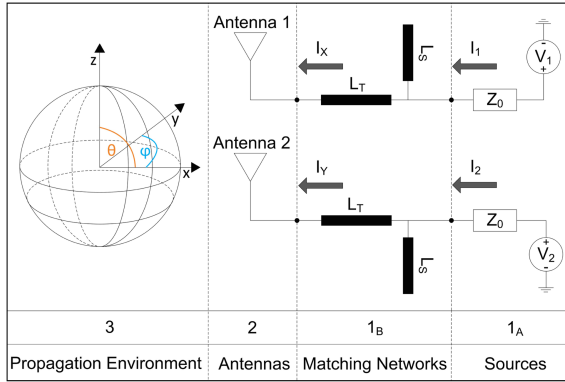 z
y
x
θ
φ
Antenna 1
I_X
L_T
L_S
I_1
Z_0
-
V_1
+
Antenna 2
I_Y
L_T
L_S
I_2
Z_0
+
V_2
-
3 2 1_B 1_A
Propagation Environment Antennas Matching Networks Sources